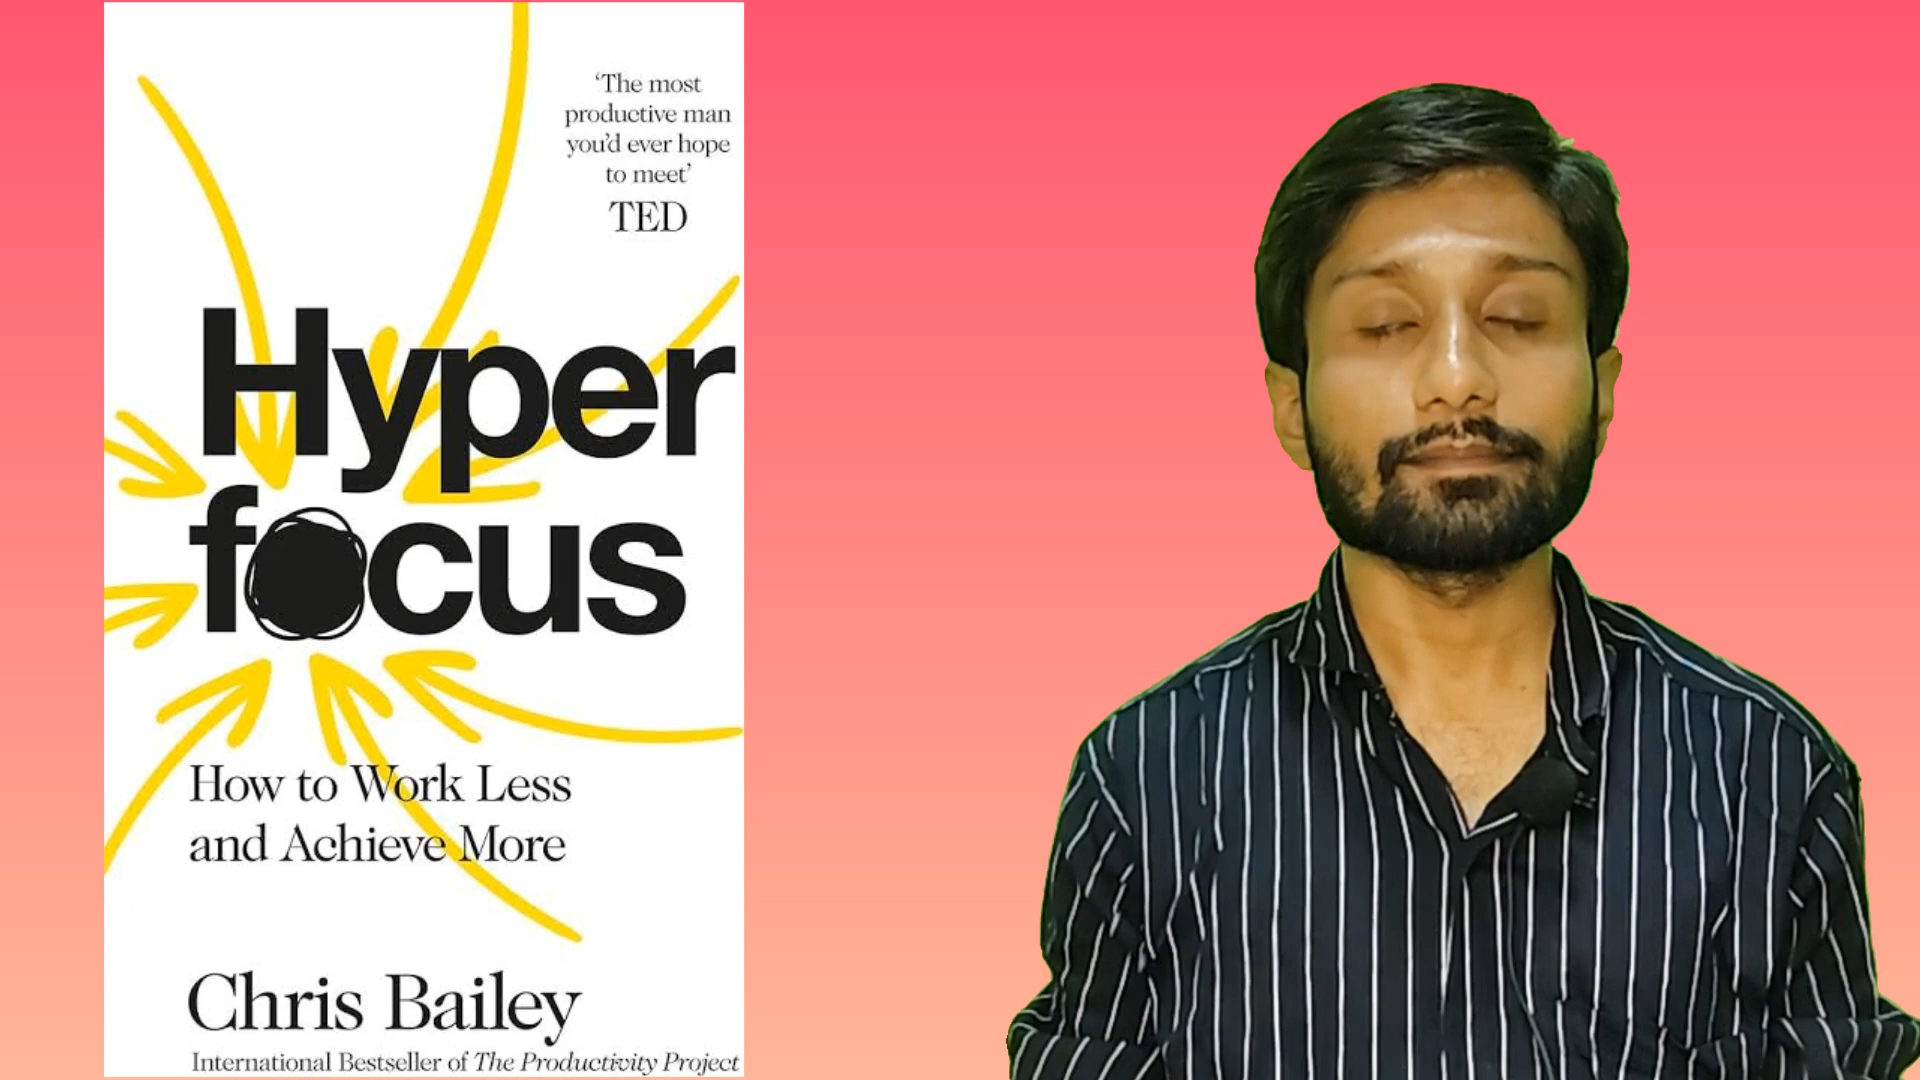 ‘The most
productive man
you’d ever hope
to meet’
TED
Hyper
focus
How to Work Less
and Achieve More
Chris Bailey
International Bestseller of The Productivity Project